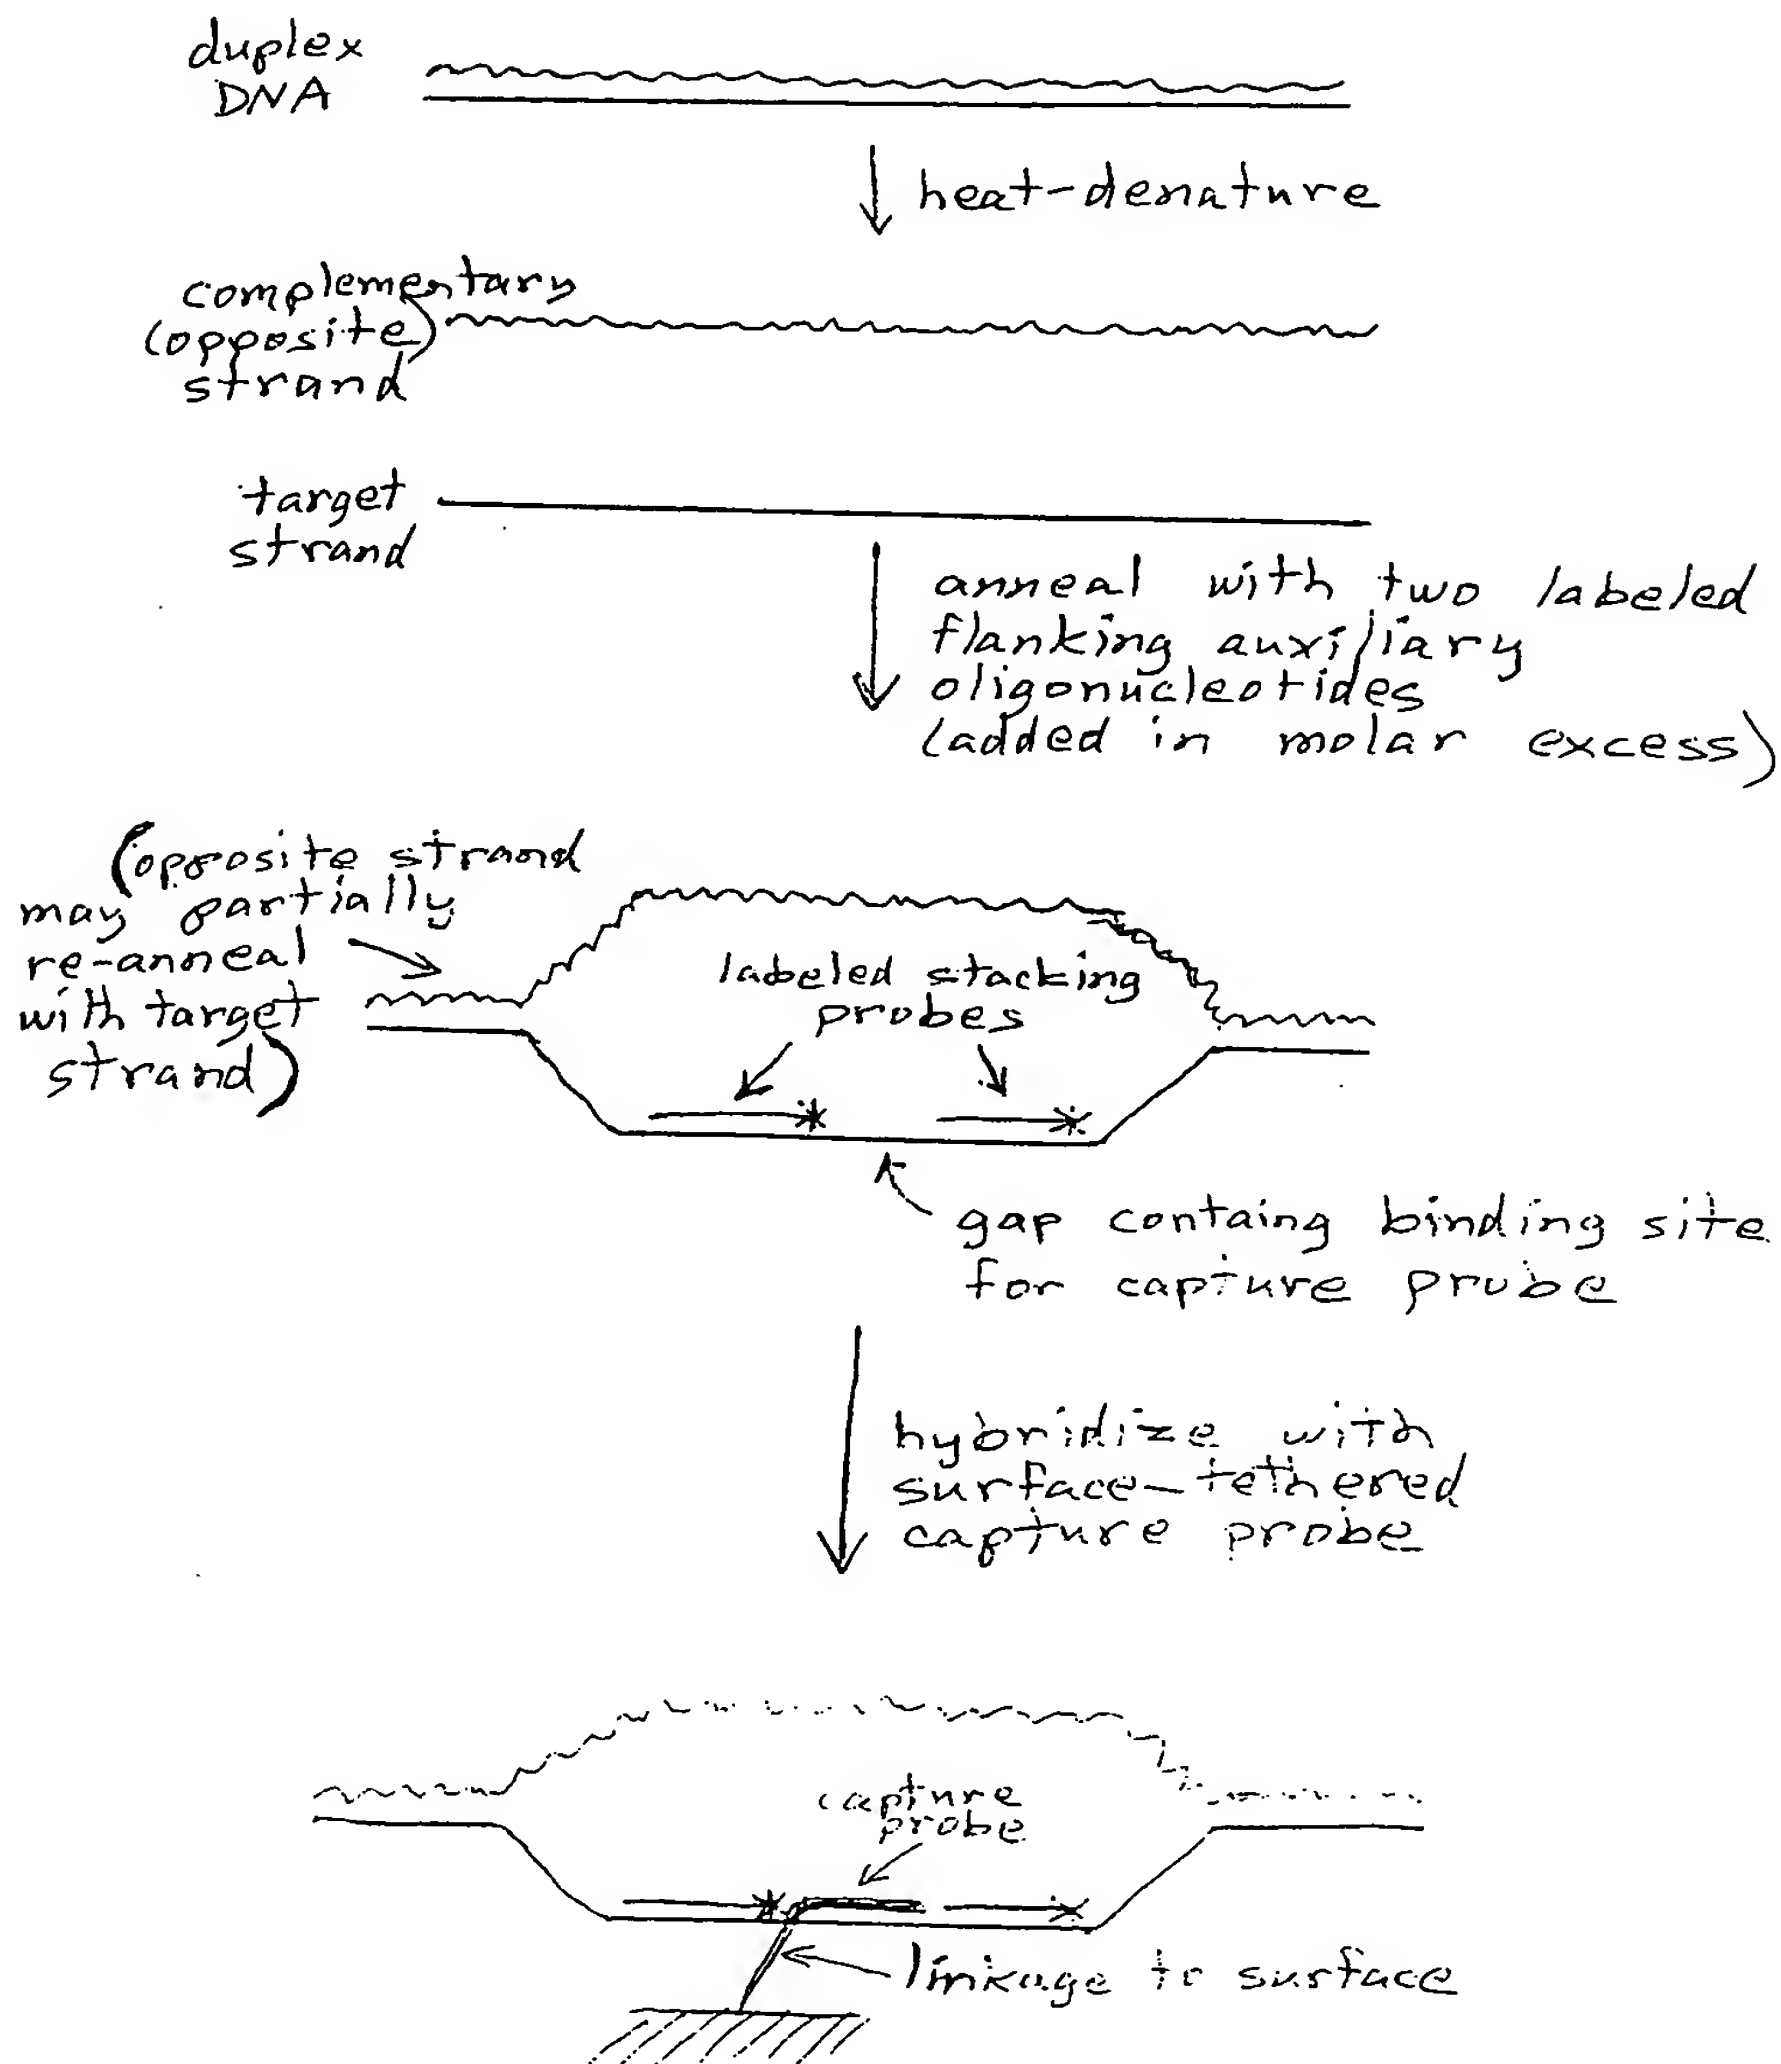 duplex
DNA
heat-denature
complementary
(opposite)
strand
target
strand
anneal with two labeled
flanking auxiliary
oligonucleotides
(added in molar excess)
(opposite strand
may partially
re-anneal
with target
strand)
labeled stacking
probes
gap containg binding site
for capture probe
hybridize with
surface-tethered
capture probe
capture
probe
linkage to surface